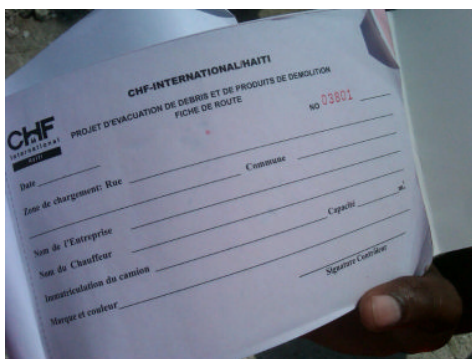 CHF-INTERNATIONAL/HAITI
PROJET D'EVACUATION DE DEBRIS ET DE PRODUITS DE DEMOLITION
FICHE DE ROUTE
NO 03801
CHF
International
HAITI
Date
Zone de chargement: Rue Commune
Nom de l'Entreprise
Nom du Chauffeur Capacité m³
Immatriculation du camion
Marque et couleur
Signature Contrôleur